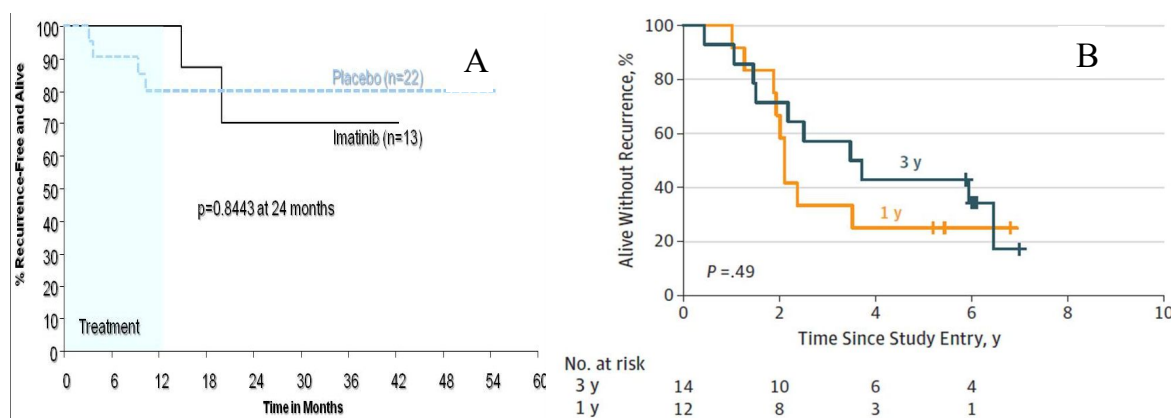 A
% Recurrence-Free and Alive
100
90
80
70
60
50
40
30
20
10
0
Placebo (n=22)
Imatinib (n=13)
p=0.8443 at 24 months
Treatment
0 6 12 18 24 30 36 42 48 54 60
Time in Months
B
Alive Without Recurrence, %
100
80
60
40
20
0
3 y
1 y
P =.49
0 2 4 6 8 10
Time Since Study Entry, y
No. at risk
3 y 14 10 6 4
1 y 12 8 3 1